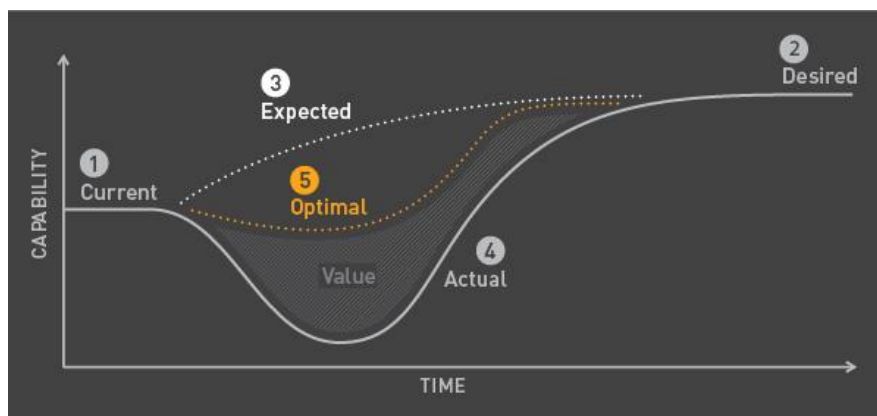 2
Desired
3
Expected
1
Current
5
Optimal
Value
4
Actual
CAPABILITY
TIME